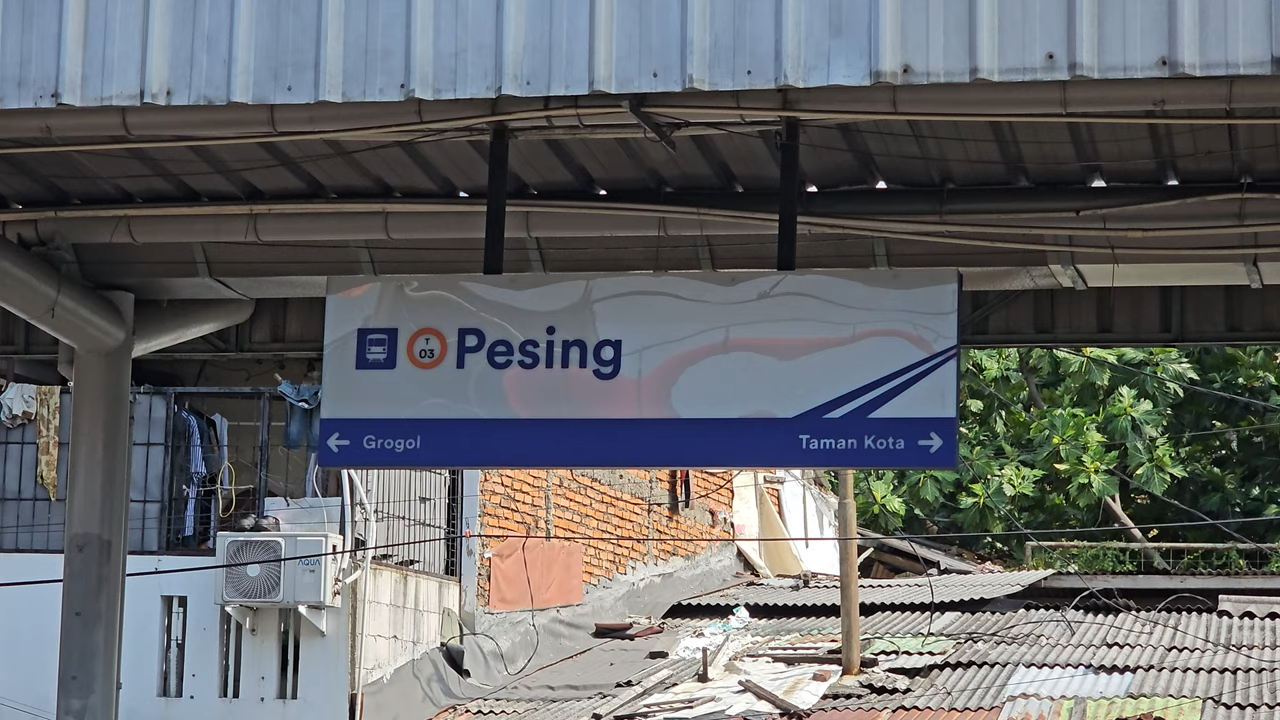 T
03
Pesing
← Grogol
Taman Kota →
AQUA